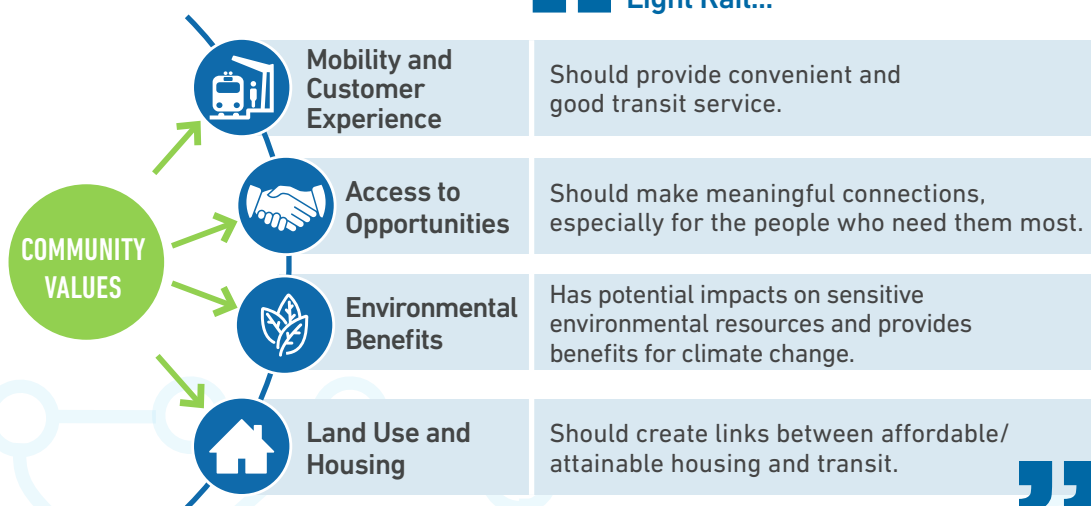 Light Rail...
Mobility and
Customer
Experience
Should provide convenient and
good transit service.
Access to
Opportunities
Should make meaningful connections,
especially for the people who need them most.
COMMUNITY
VALUES
Environmental
Benefits
Has potential impacts on sensitive
environmental resources and provides
benefits for climate change.
Land Use and
Housing
Should create links between affordable/
attainable housing and transit.